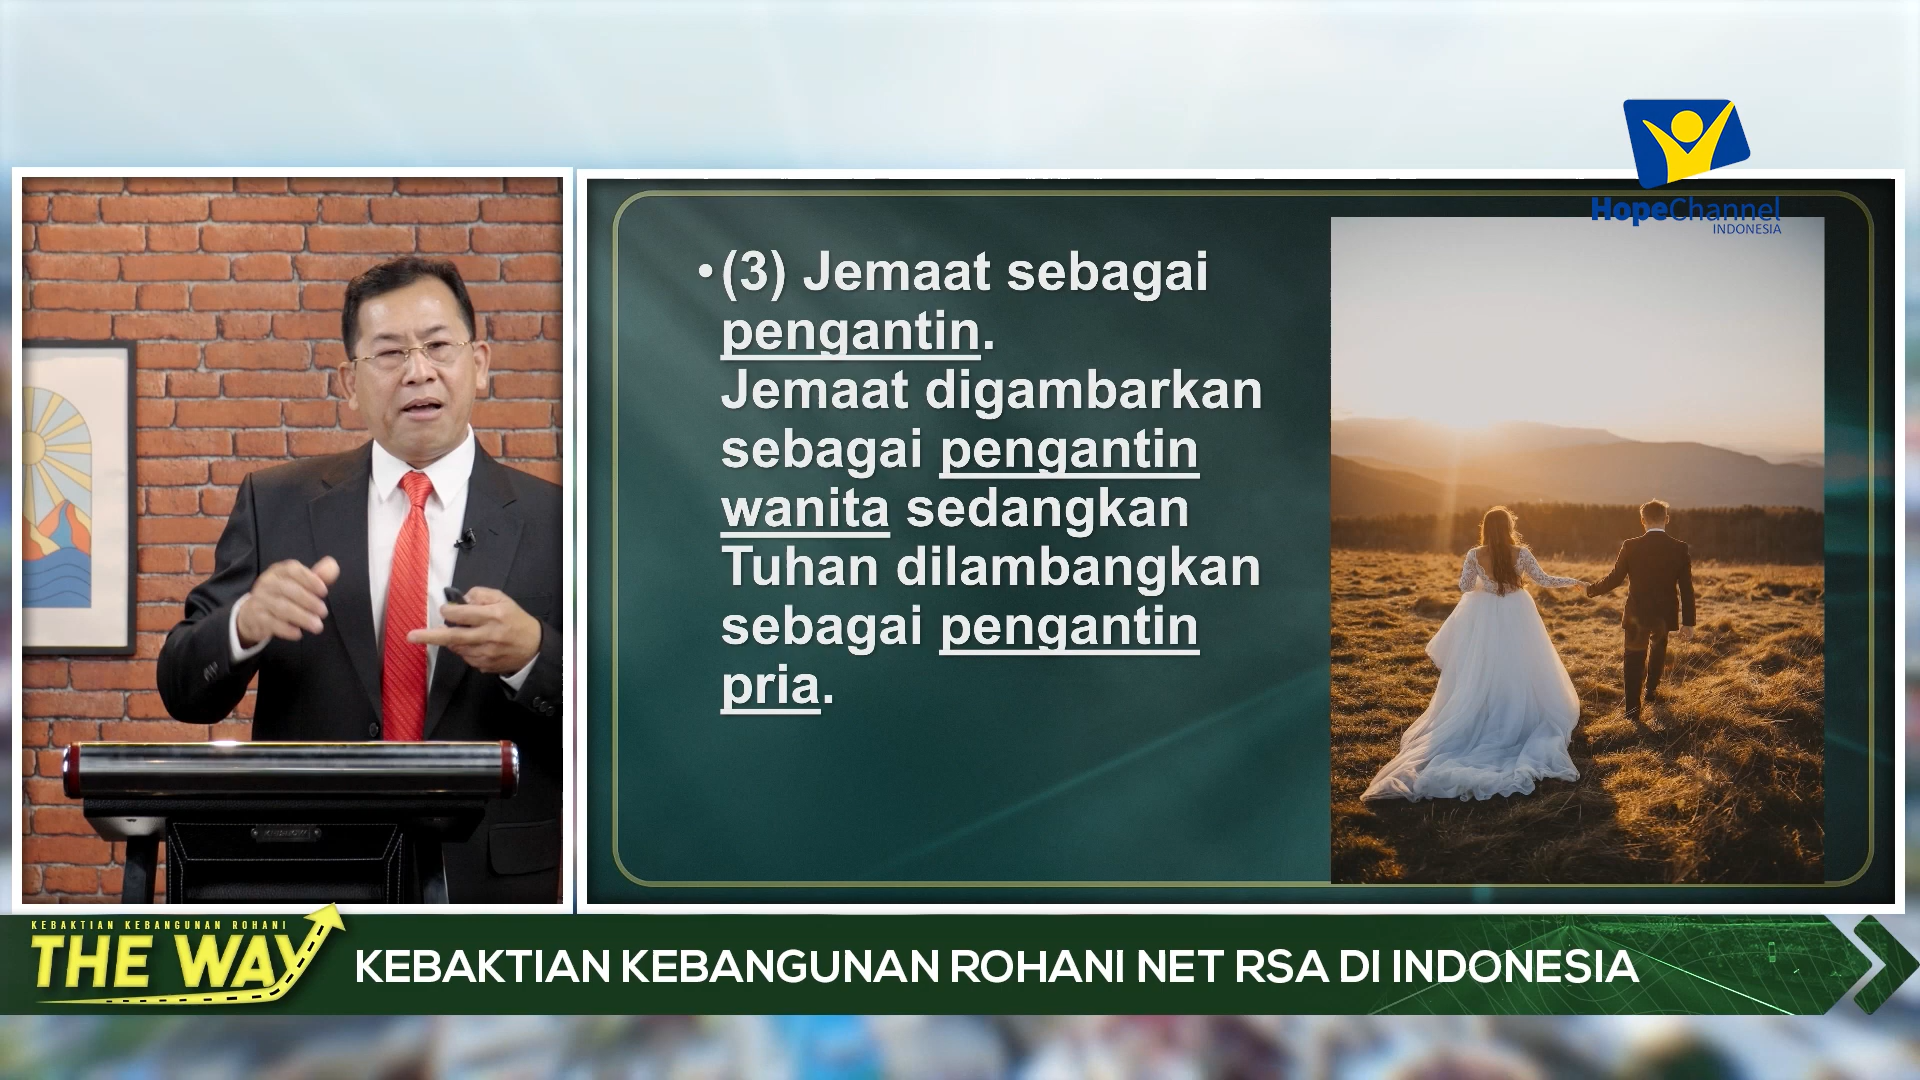 HopeChannel
INDONESIA
•(3) Jemaat sebagai
pengantin.
Jemaat digambarkan
sebagai pengantin
wanita sedangkan
Tuhan dilambangkan
sebagai pengantin
pria.
KEBAKTIAN KEBANGUNAN ROHANI
THE WAY
KEBAKTIAN KEBANGUNAN ROHANI NET RSA DI INDONESIA